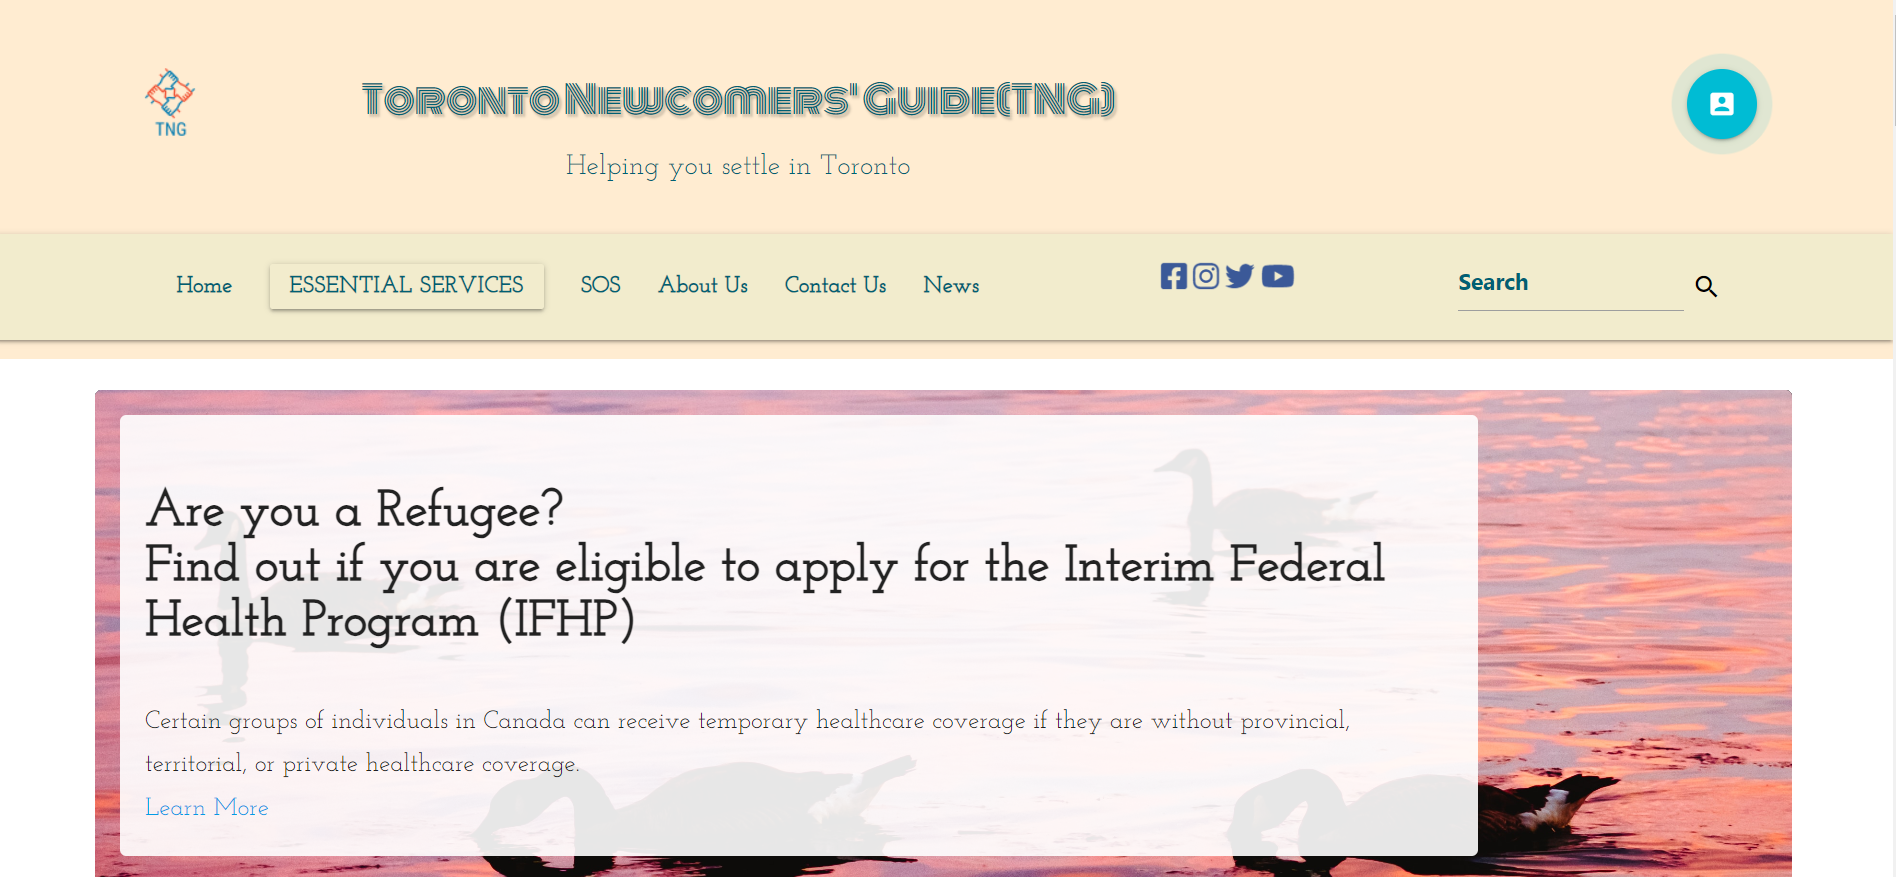 TNG
Toronto Newcomers' Guide(TNG)
Helping you settle in Toronto
Home ESSENTIAL SERVICES SOS About Us Contact Us News Search
Are you a Refugee?
Find out if you are eligible to apply for the Interim Federal
Health Program (IFHP)
Certain groups of individuals in Canada can receive temporary healthcare coverage if they are without provincial,
territorial, or private healthcare coverage.
Learn More